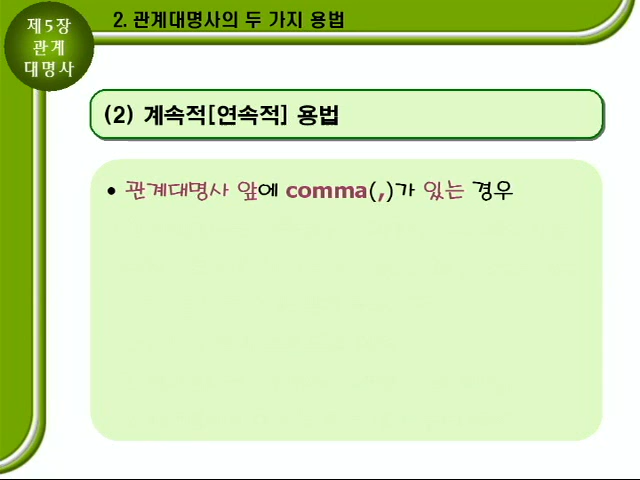 제5장
관계
대명사
2. 관계대명사의 두 가지 용법
(2) 계속적[연속적] 용법
• 관계대명사 앞에 comma(,)가 있는 경우